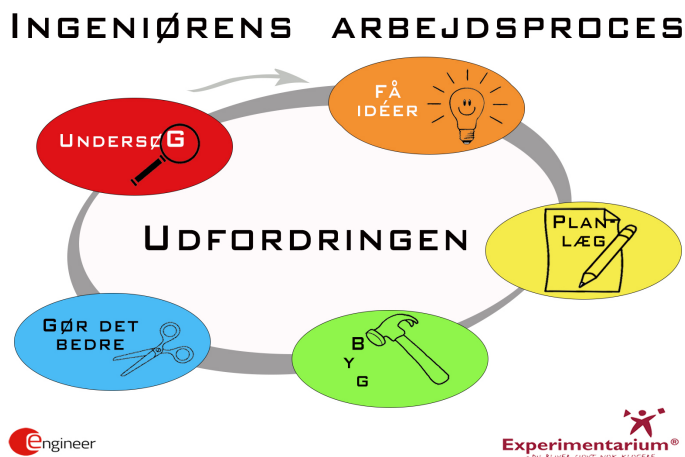 INGENIØRENS ARBEJDSPROCES
FÅ
IDÉER
UNDERSØG
PLAN-
LÆG
UDFORDRINGEN
GØR DET
BEDRE
B
Y
G
Engineer
Experimentarium®